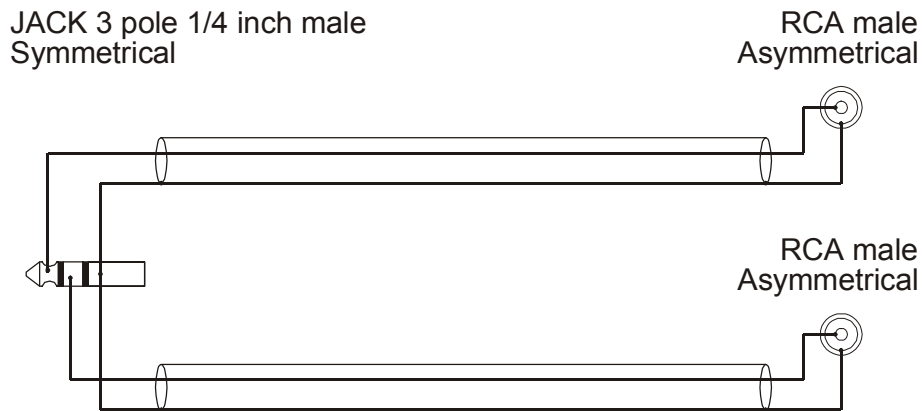 JACK 3 pole 1/4 inch male
Symmetrical
RCA male
Asymmetrical
RCA male
Asymmetrical